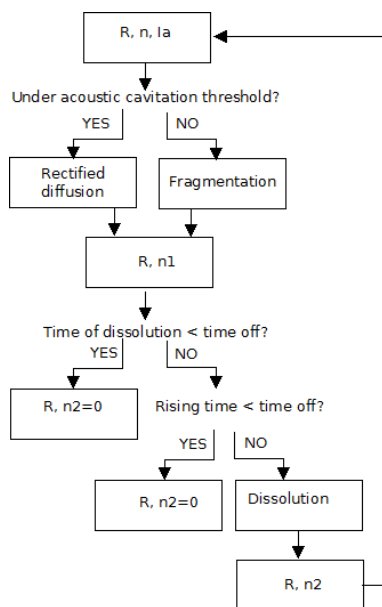 R, n, Ia
Under acoustic cavitation threshold?
YES
NO
Rectified
diffusion
Fragmentation
R, n1
Time of dissolution < time off?
YES
NO
R, n2=0
Rising time < time off?
YES
NO
R, n2=0
Dissolution
R, n2